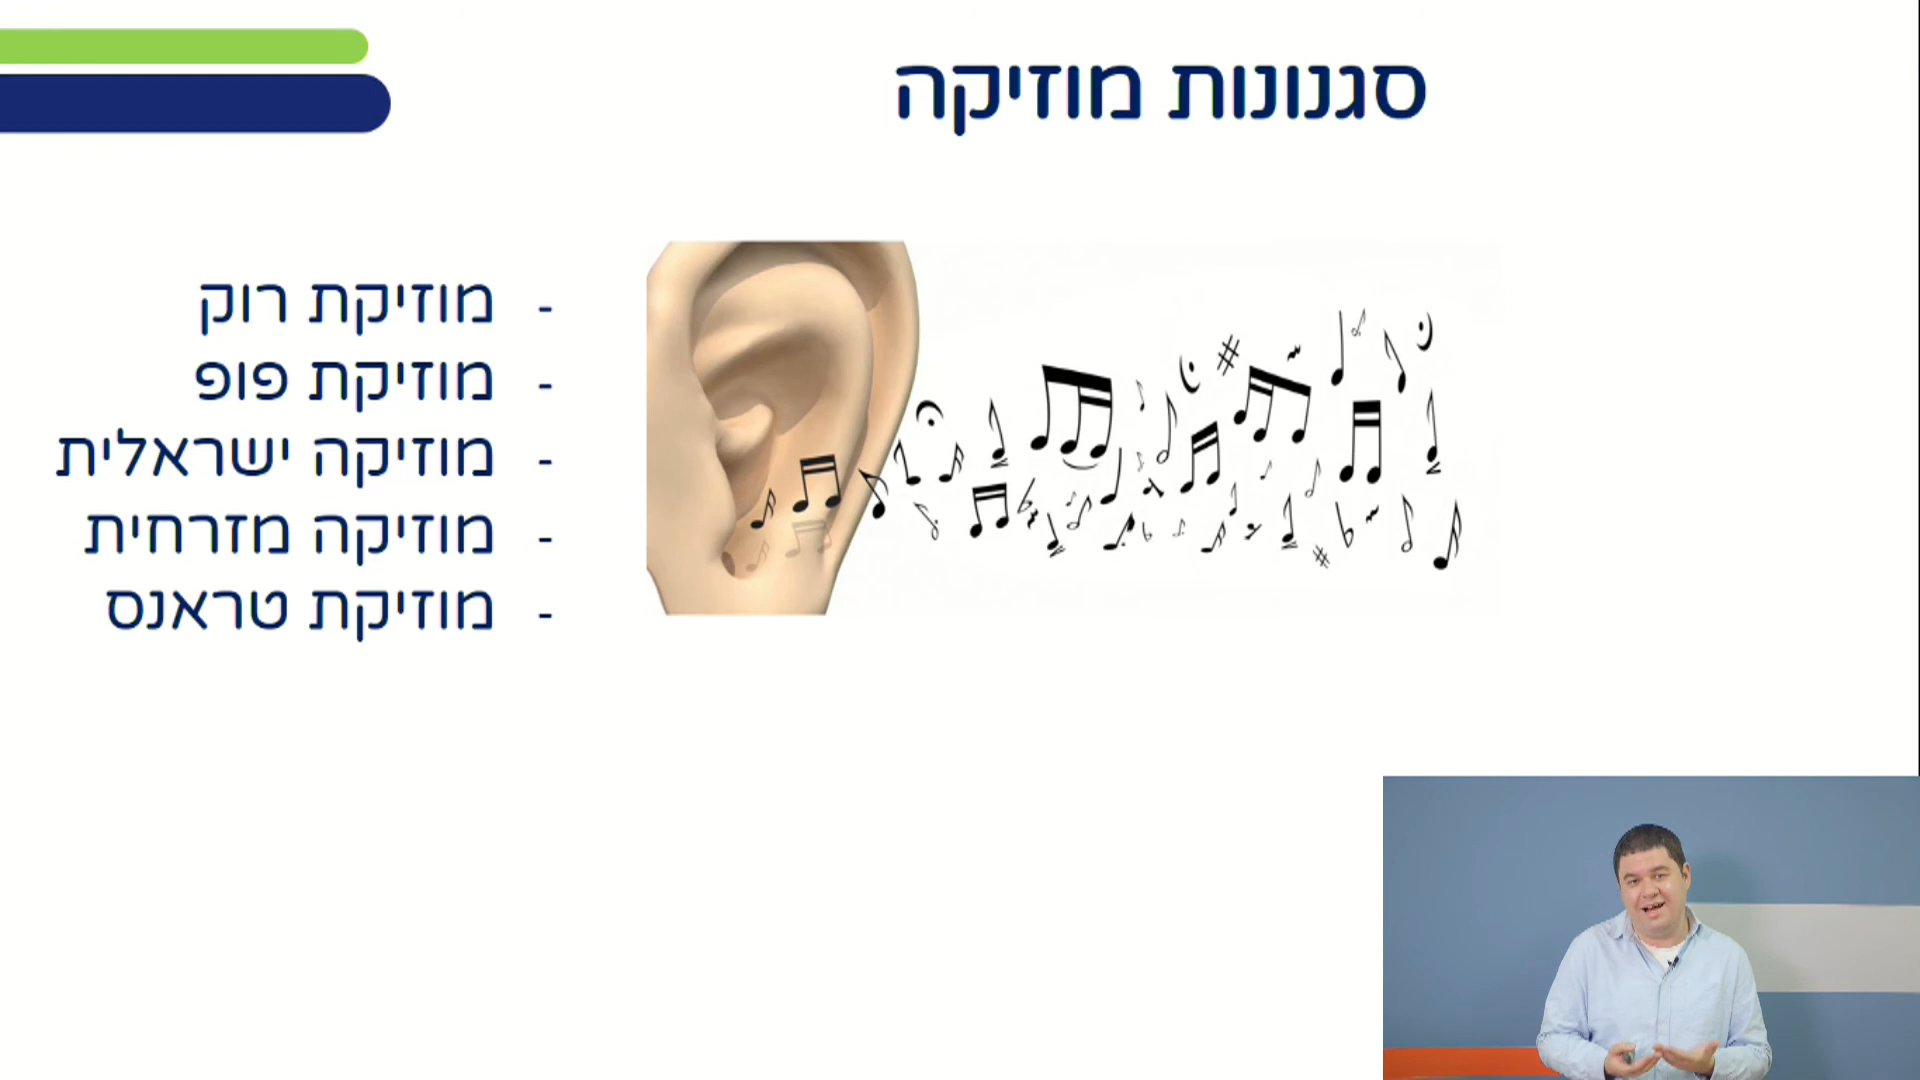 סגנונות מוזיקה
- מוזיקת רוק
- מוזיקת פופ
- מוזיקה ישראלית
- מוזיקה מזרחית
- מוזיקת טראנס